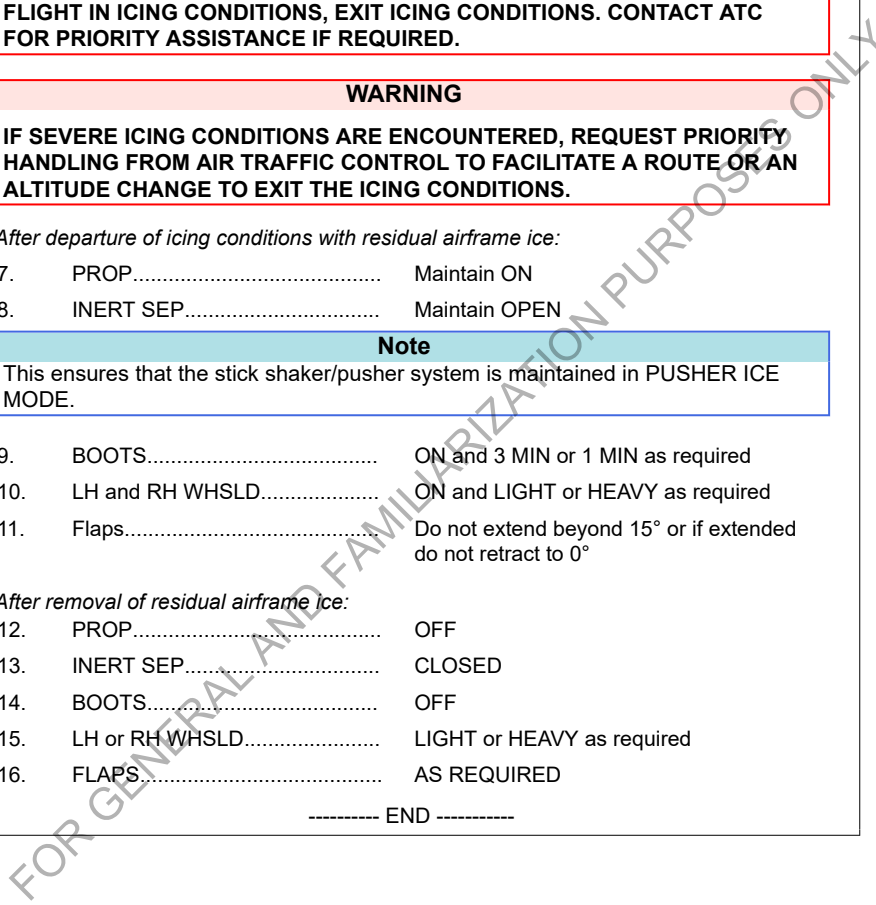 FLIGHT IN ICING CONDITIONS, EXIT ICING CONDITIONS. CONTACT ATC
FOR PRIORITY ASSISTANCE IF REQUIRED.
WARNING
IF SEVERE ICING CONDITIONS ARE ENCOUNTERED, REQUEST PRIORITY
HANDLING FROM AIR TRAFFIC CONTROL TO FACILITATE A ROUTE OR AN
ALTITUDE CHANGE TO EXIT THE ICING CONDITIONS.
After departure of icing conditions with residual airframe ice:
7. PROP.......................................... Maintain ON
8. INERT SEP................................. Maintain OPEN
Note
This ensures that the stick shaker/pusher system is maintained in PUSHER ICE
MODE.
9. BOOTS....................................... ON and 3 MIN or 1 MIN as required
10. LH and RH WHSLD.................... ON and LIGHT or HEAVY as required
11. Flaps........................................... Do not extend beyond 15° or if extended
do not retract to 0°
After removal of residual airframe ice:
12. PROP.......................................... OFF
13. INERT SEP................................. CLOSED
14. BOOTS....................................... OFF
15. LH or RH WHSLD....................... LIGHT or HEAVY as required
16. FLAPS......................................... AS REQUIRED
---------- END -----------
FOR GENERAL AND FAMILIARIZATION PURPOSES ONLY